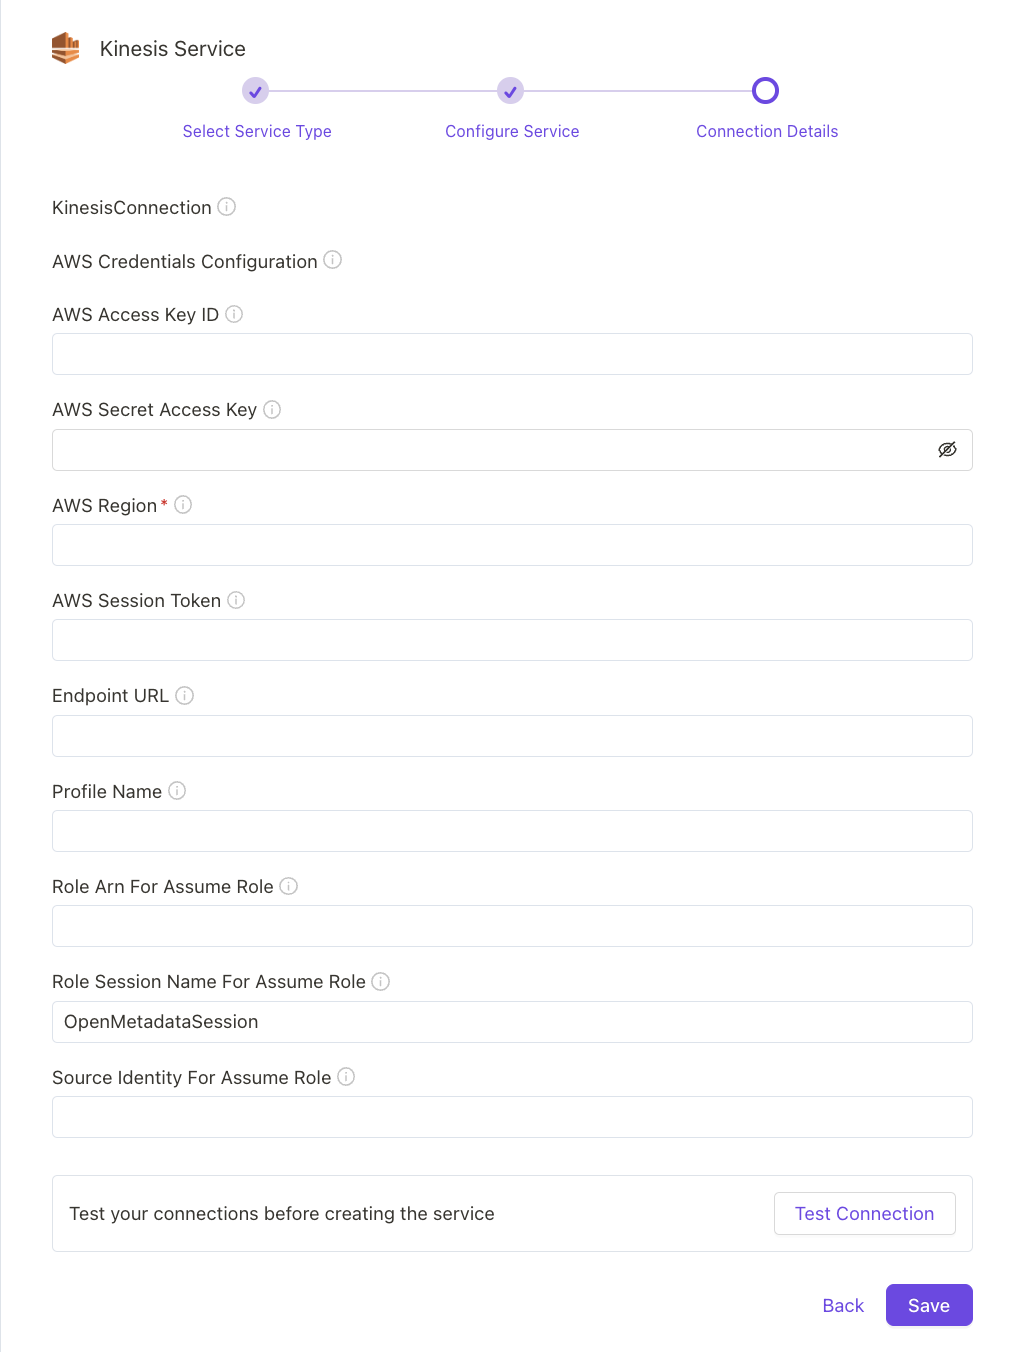 Kinesis Service
Select Service Type
Configure Service
Connection Details
KinesisConnection
AWS Credentials Configuration
AWS Access Key ID
AWS Secret Access Key
AWS Region *
AWS Session Token
Endpoint URL
Profile Name
Role Arn For Assume Role
Role Session Name For Assume Role
OpenMetadataSession
Source Identity For Assume Role
Test your connections before creating the service
Test Connection
Back
Save